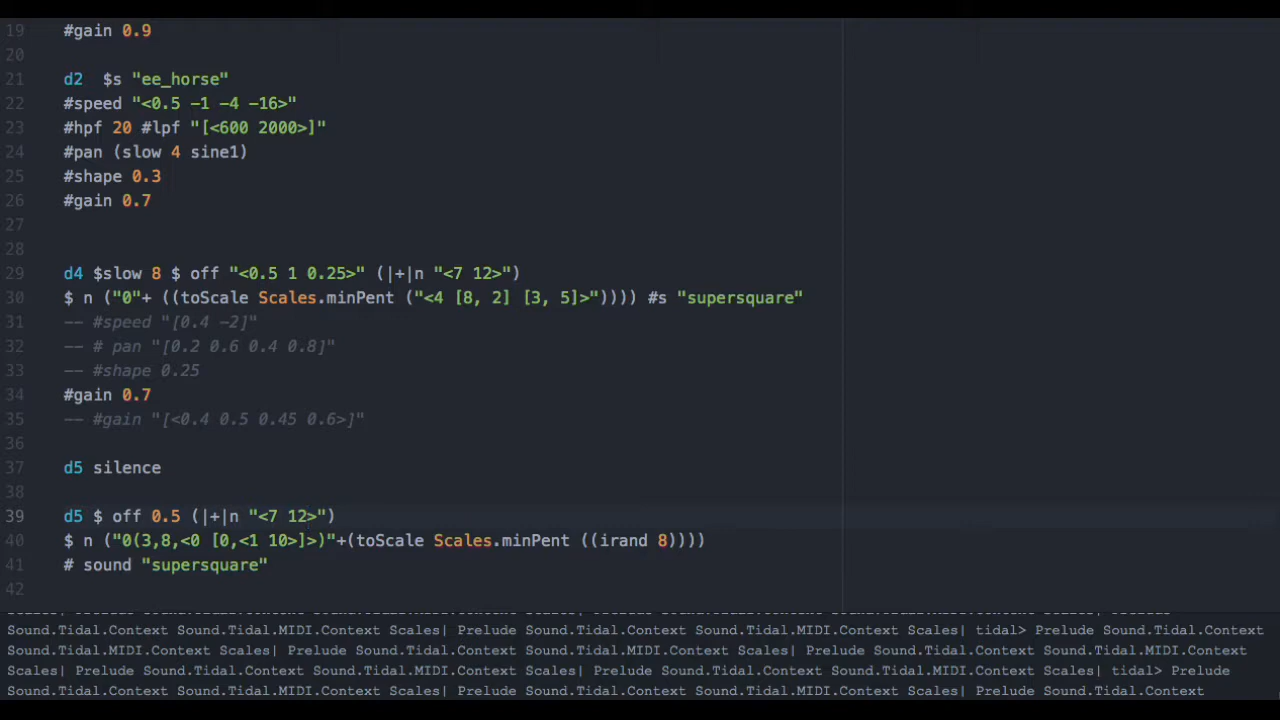 19 #gain 0.9
20
21 d2  $s "ee_horse"
22 #speed "<0.5 -1 -4 -16>"
23 #hpf 20 #lpf "[<600 2000>]"
24 #pan (slow 4 sine1)
25 #shape 0.3
26 #gain 0.7
27
28
29 d4 $slow 8 $ off "<0.5 1 0.25>" (|+|n "<7 12>")
30 $ n ("0"+ ((toScale Scales.minPent ("<4 [8, 2] [3, 5]>")))) #s "supersquare"
31 -- #speed "[0.4 -2]"
32 -- # pan "[0.2 0.6 0.4 0.8]"
33 -- #shape 0.25
34 #gain 0.7
35 -- #gain "[<0.4 0.5 0.45 0.6>]"
36
37 d5 silence
38
39 d5 $ off 0.5 (|+|n "<7 12>")
40 $ n ("0(3,8,<0 [0,<1 10>]>)"+(toScale Scales.minPent ((irand 8))))
41 # sound "supersquare"
42
Sound.Tidal.Context Sound.Tidal.MIDI.Context Scales| Prelude Sound.Tidal.Context Sound.Tidal.MIDI.Context Scales| tidal> Prelude Sound.Tidal.Context
Sound.Tidal.MIDI.Context Scales| Prelude Sound.Tidal.Context Sound.Tidal.MIDI.Context Scales| Prelude Sound.Tidal.Context Sound.Tidal.MIDI.Context
Scales| Prelude Sound.Tidal.Context Sound.Tidal.MIDI.Context Scales| Prelude Sound.Tidal.Context Sound.Tidal.MIDI.Context Scales| tidal> Prelude
Sound.Tidal.Context Sound.Tidal.MIDI.Context Scales| Prelude Sound.Tidal.Context Sound.Tidal.MIDI.Context Scales| Prelude Sound.Tidal.Context